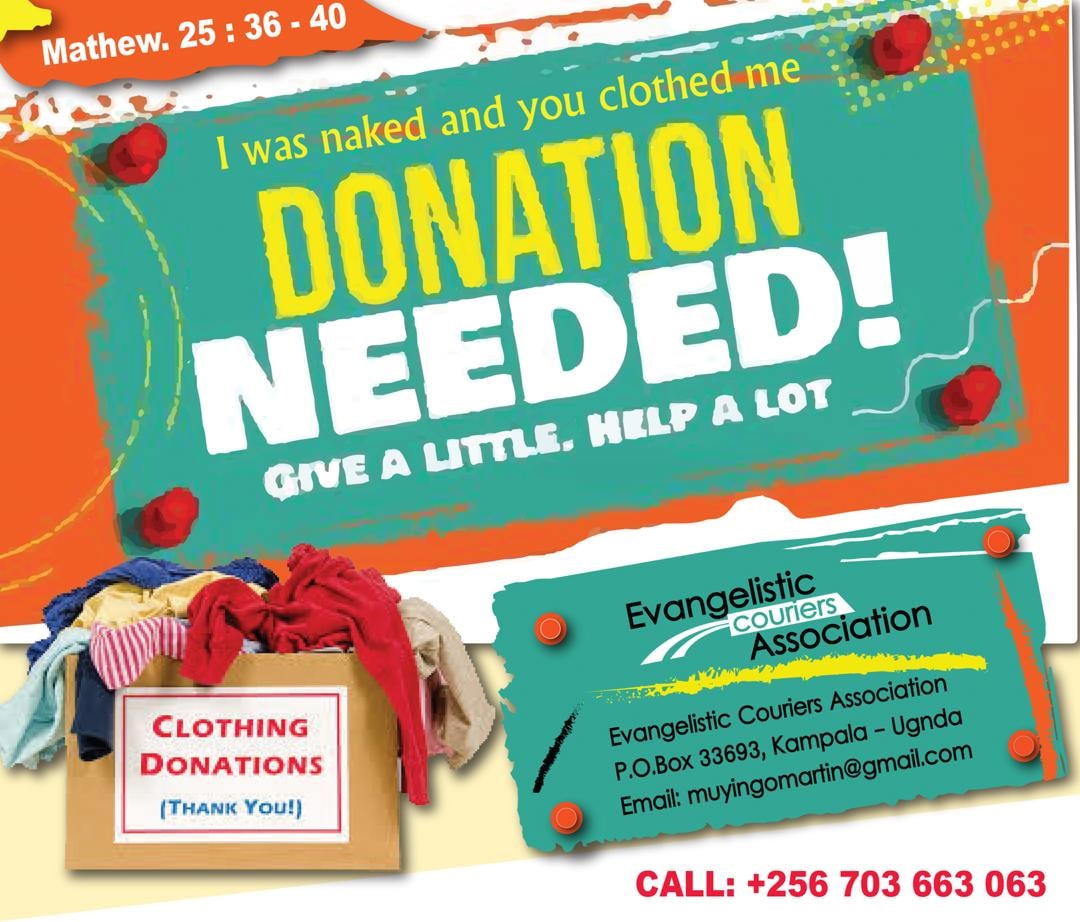 Mathew. 25 : 36 - 40
I was naked and you clothed me
DONATION
NEEDED!
GIVE A LITTLE, HELP A LOT
CLOTHING
DONATIONS
(THANK YOU!)
Evangelistic
couriers
Association
Evangelistic Couriers Association
P.O.Box 33693, Kampala – Ugnda
Email: muyingomartin@gmail.com
CALL: +256 703 663 063